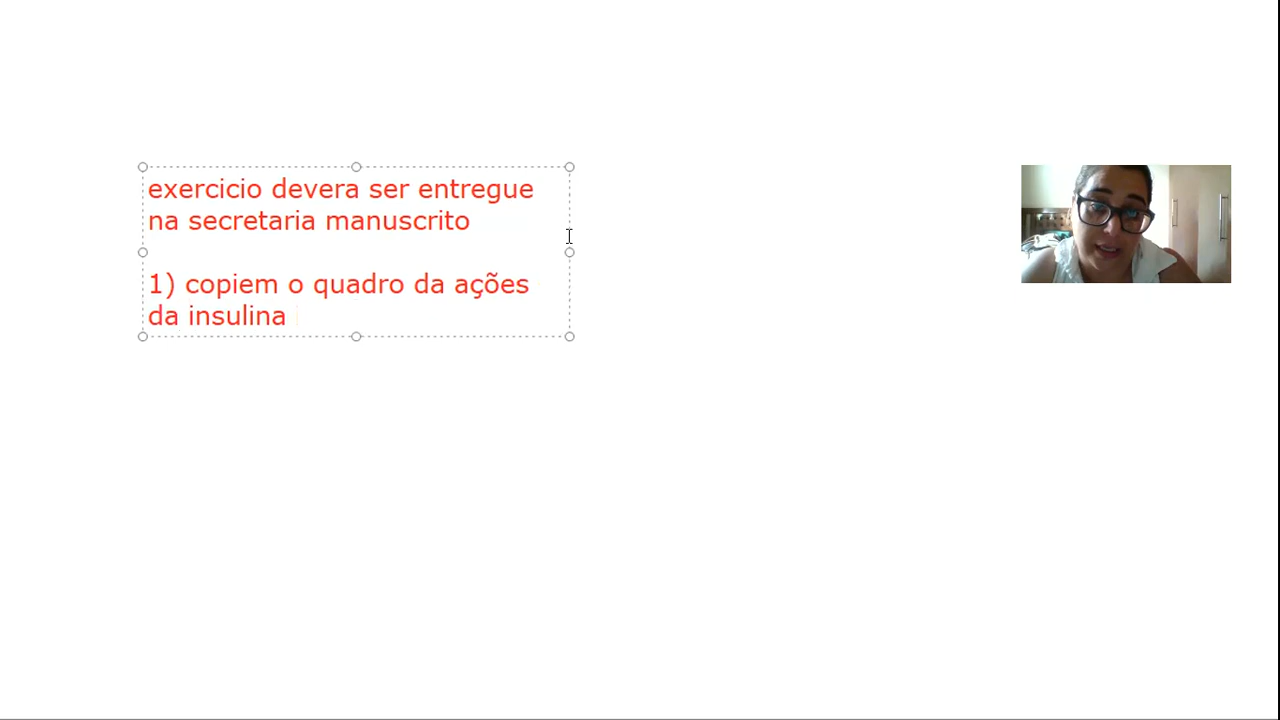 exercicio devera ser entregue
na secretaria manuscrito
1) copiem o quadro da ações
da insulina